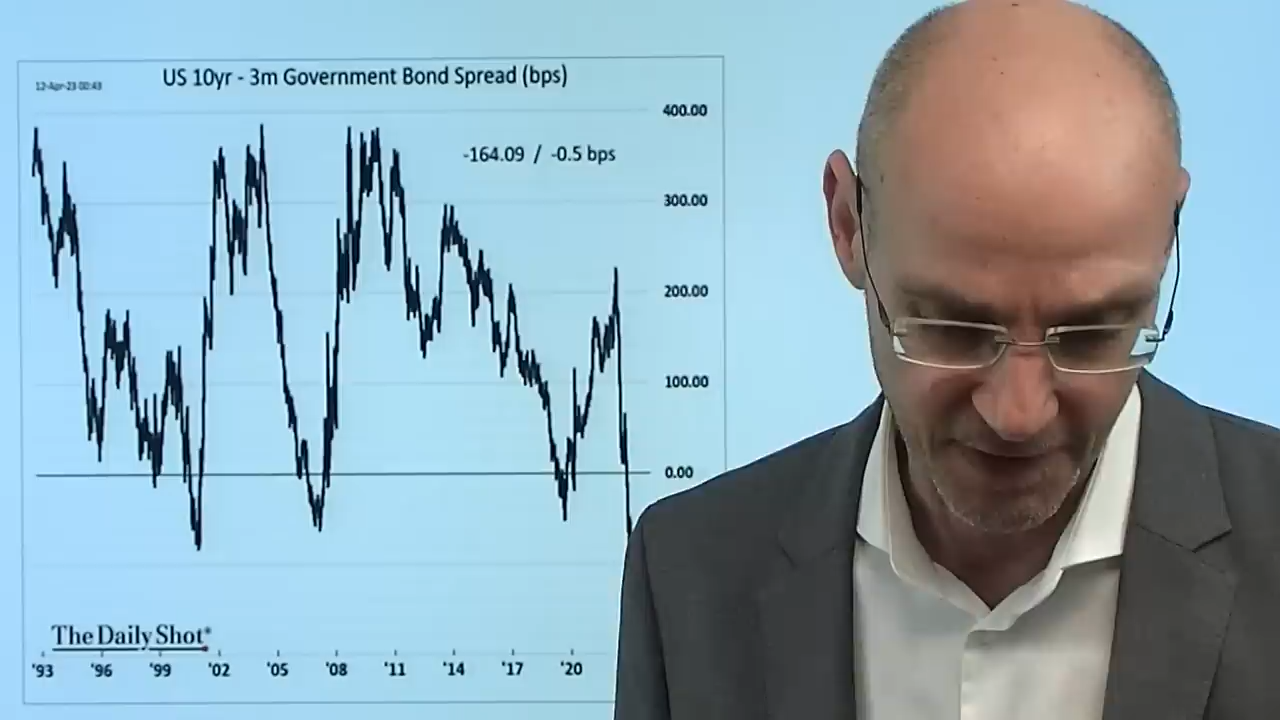 12-Apr-23 00:43
US 10yr - 3m Government Bond Spread (bps)
400.00
-164.09 / -0.5 bps
300.00
200.00
100.00
0.00
The Daily Shot®
'93 '96 '99 '02 '05 '08 '11 '14 '17 '20